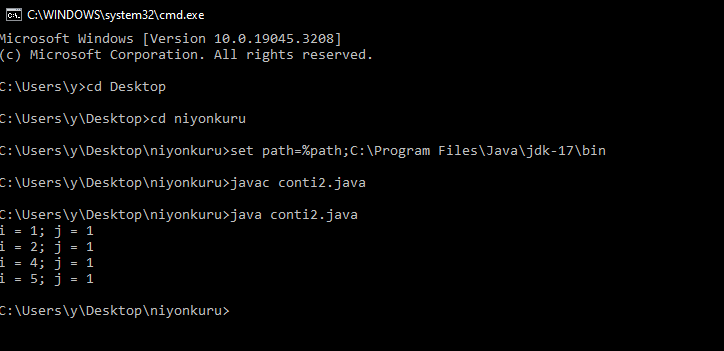 C:\WINDOWS\system32\cmd.exe
Microsoft Windows [Version 10.0.19045.3208]
(c) Microsoft Corporation. All rights reserved.
C:\Users\y>cd Desktop
C:\Users\y\Desktop>cd niyonkuru
C:\Users\y\Desktop\niyonkuru>set path=%path;C:\Program Files\Java\jdk-17\bin
C:\Users\y\Desktop\niyonkuru>javac conti2.java
C:\Users\y\Desktop\niyonkuru>java conti2.java
i = 1; j = 1
i = 2; j = 1
i = 4; j = 1
i = 5; j = 1
C:\Users\y\Desktop\niyonkuru>